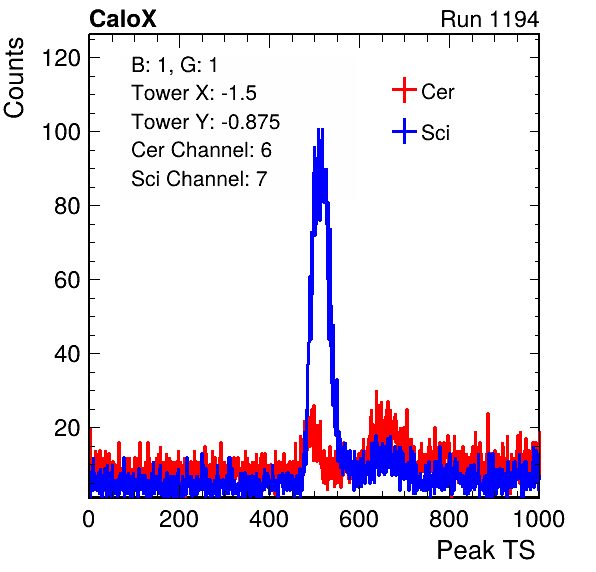 CaloX Run 1194
Counts
B: 1, G: 1
Tower X: -1.5
Tower Y: -0.875
Cer Channel: 6
Sci Channel: 7
Cer
Sci
120
100
80
60
40
20
0 200 400 600 800 1000
Peak TS